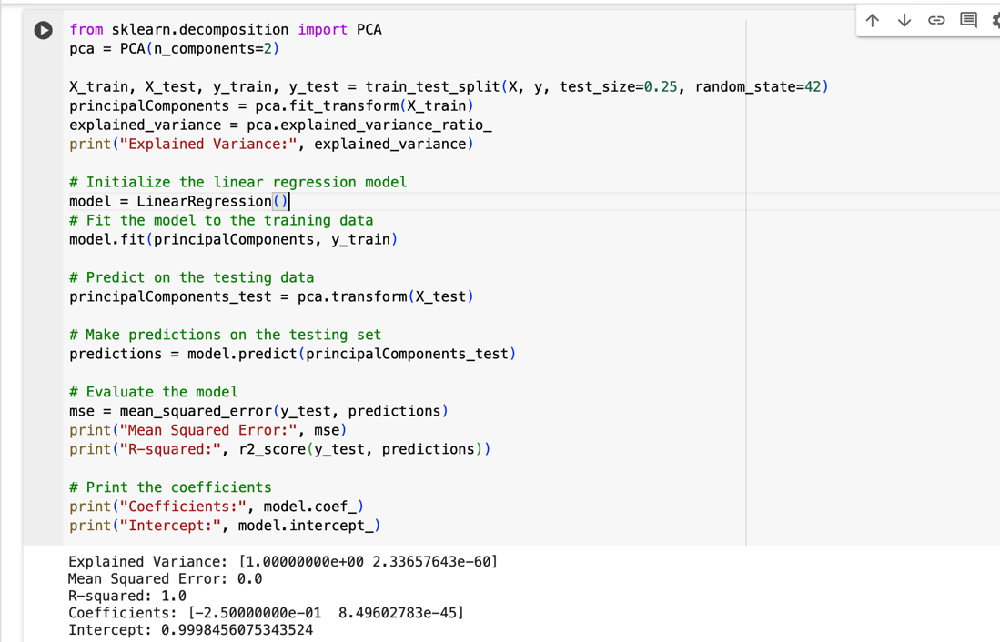 from sklearn.decomposition import PCA
pca = PCA(n_components=2)
X_train, X_test, y_train, y_test = train_test_split(X, y, test_size=0.25, random_state=42)
principalComponents = pca.fit_transform(X_train)
explained_variance = pca.explained_variance_ratio_
print("Explained Variance:", explained_variance)
# Initialize the linear regression model
model = LinearRegression()
# Fit the model to the training data
model.fit(principalComponents, y_train)
# Predict on the testing data
principalComponents_test = pca.transform(X_test)
# Make predictions on the testing set
predictions = model.predict(principalComponents_test)
# Evaluate the model
mse = mean_squared_error(y_test, predictions)
print("Mean Squared Error:", mse)
print("R-squared:", r2_score(y_test, predictions))
# Print the coefficients
print("Coefficients:", model.coef_)
print("Intercept:", model.intercept_)
Explained Variance: [1.00000000e+00 2.33657643e-60]
Mean Squared Error: 0.0
R-squared: 1.0
Coefficients: [-2.50000000e-01  8.49602783e-45]
Intercept: 0.9998456075343524